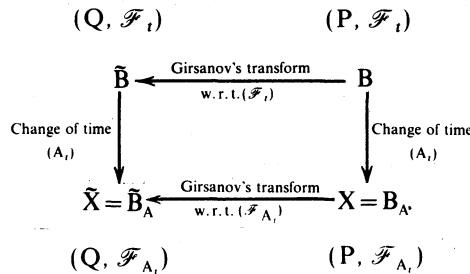 (Q, ℱ_t) (P, ℱ_t)
Girsanov's transform
B̃ B
w.r.t.(ℱ_t)
Change of time Change of time
(A_t) (A_t)
Girsanov's transform
X̃ = B̃_A X = B_A.
w.r.t.(ℱ_{A_t})
(Q, ℱ_{A_t}) (P, ℱ_{A_t})